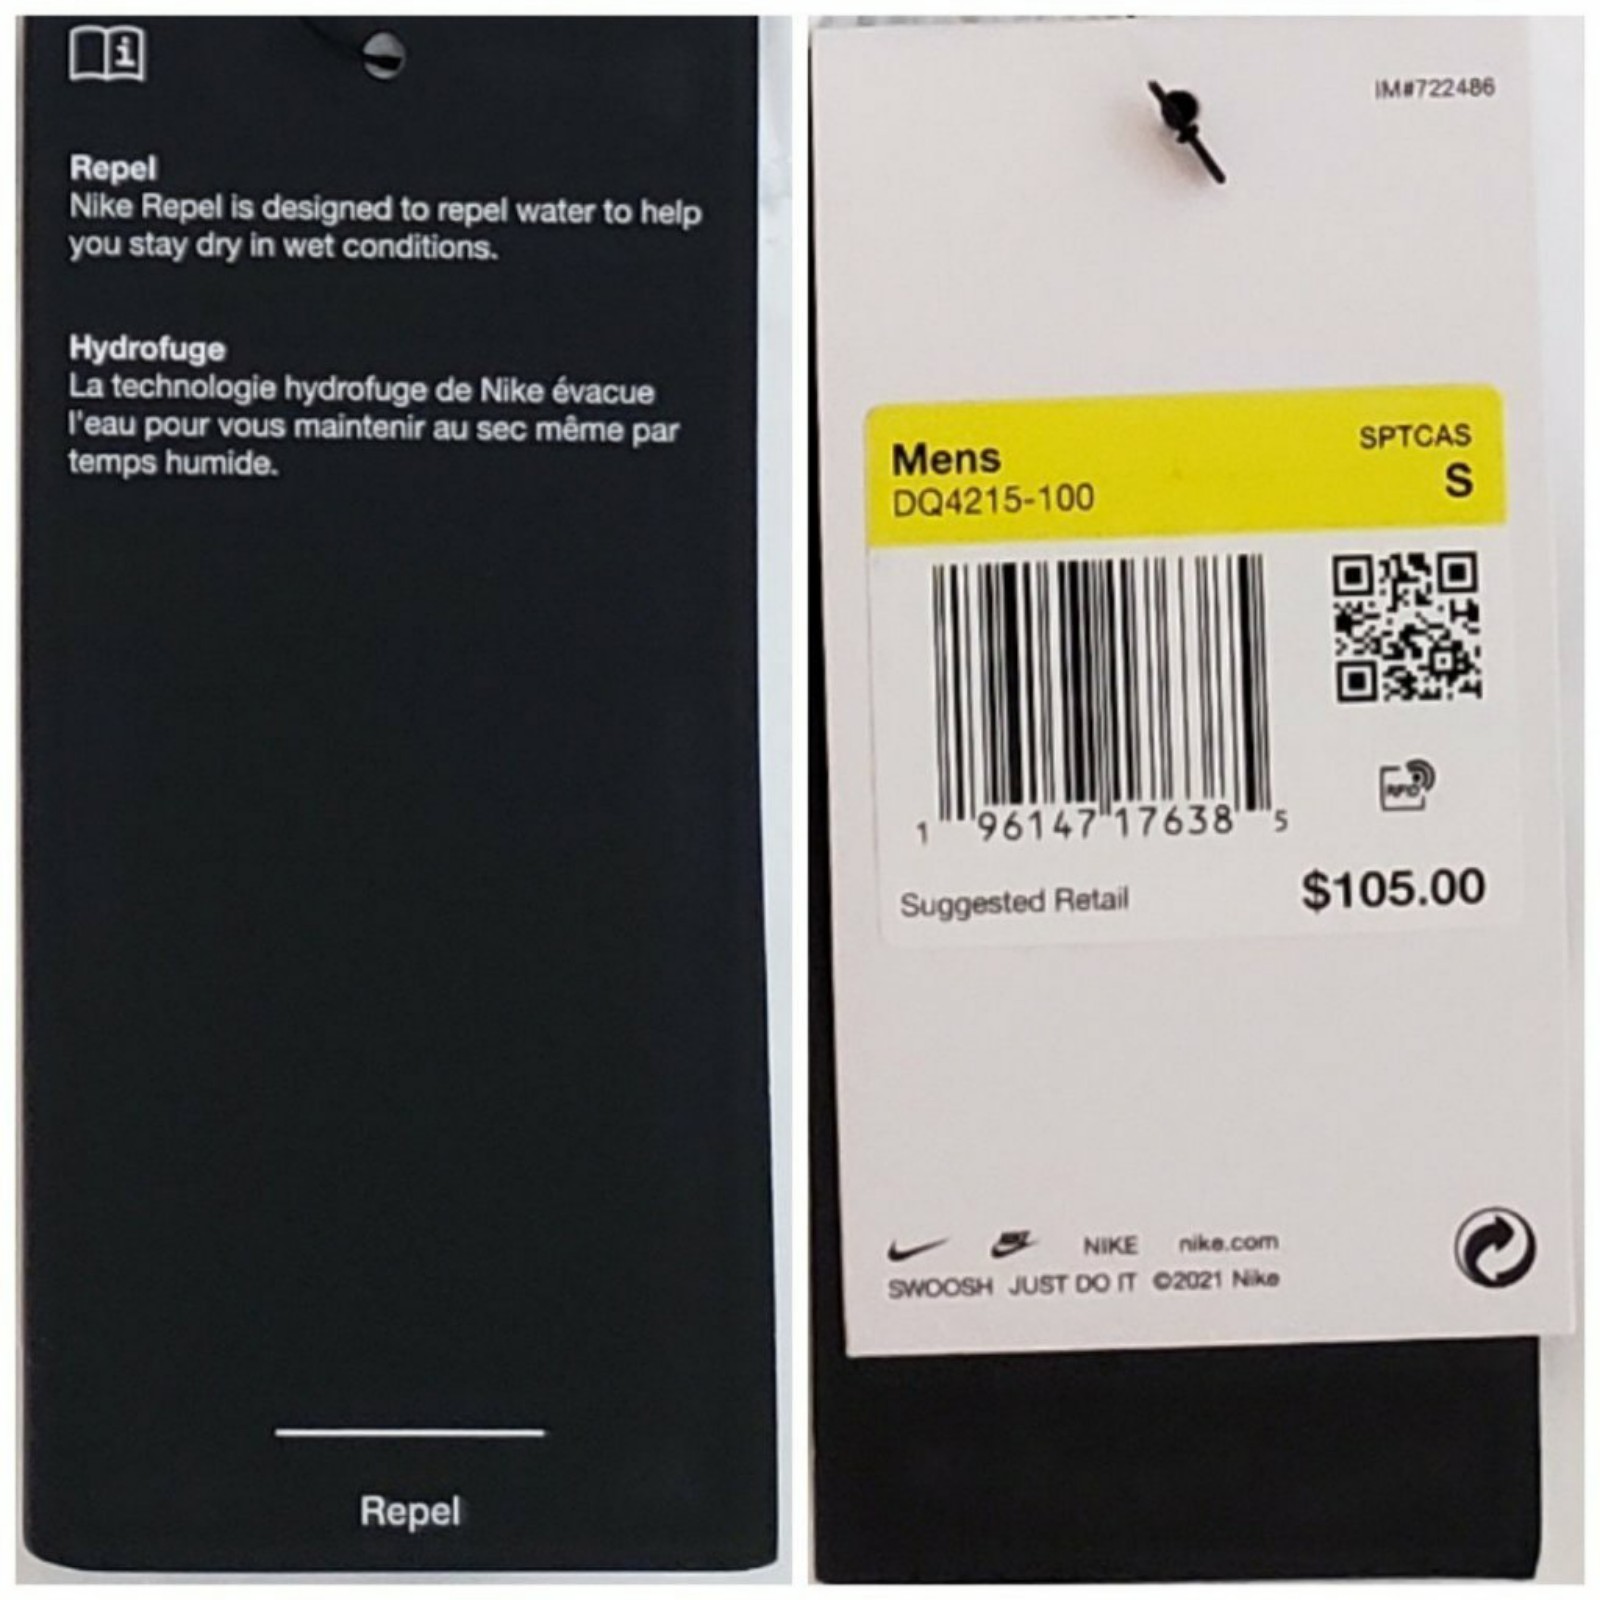 Repel
Nike Repel is designed to repel water to help
you stay dry in wet conditions.
Hydrofuge
La technologie hydrofuge de Nike évacue
l'eau pour vous maintenir au sec même par
temps humide.
Repel
IM#722486
Mens
SPTCAS
DQ4215-100
S
1 96147 17638 5
RFID
Suggested Retail
$105.00
NIKE nike.com
SWOOSH JUST DO IT ©2021 Nike